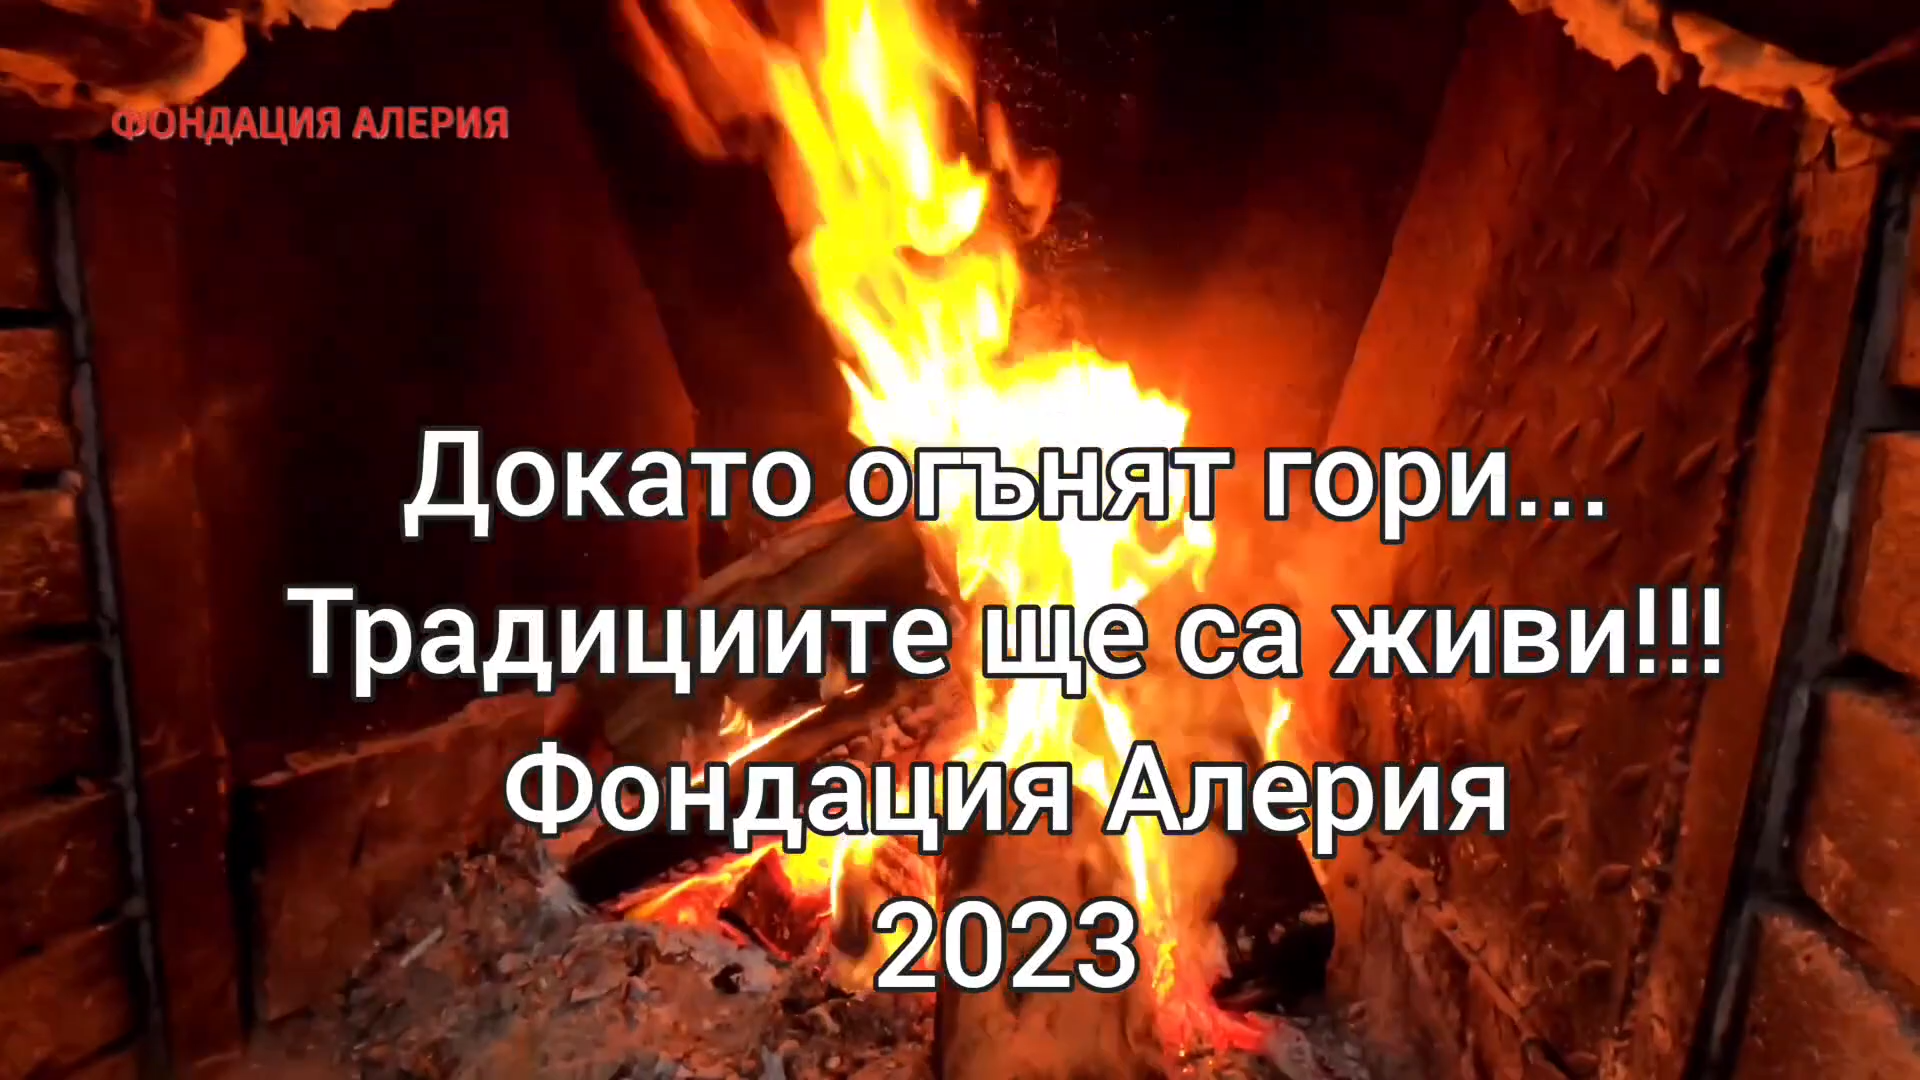 ФОНДАЦИЯ АЛЕРИЯ
Докато огънят гори...
Традициите ще са живи!!!
Фондация Алерия
2023